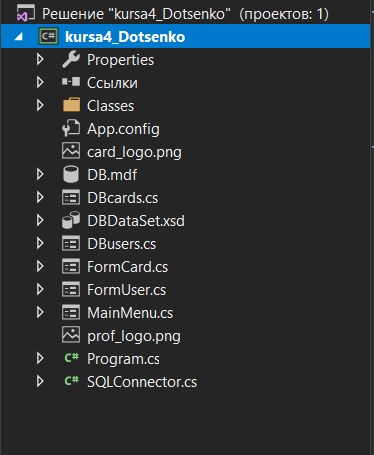 Решение "kursa4_Dotsenko" (проектов: 1)
C# kursa4_Dotsenko
Properties
Ссылки
Classes
App.config
card_logo.png
DB.mdf
DBcards.cs
DBDataSet.xsd
DBusers.cs
FormCard.cs
FormUser.cs
MainMenu.cs
prof_logo.png
C# Program.cs
C# SQLConnector.cs